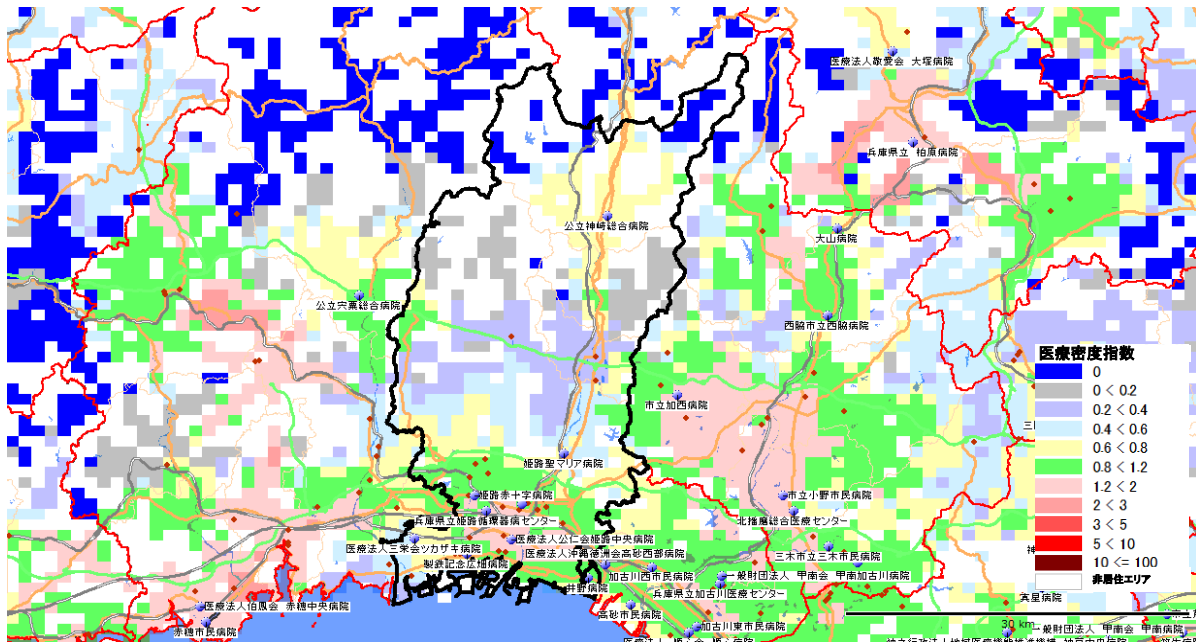 医療法人敬愛会 大塚病院
兵庫県立 柏原病院
公立神崎総合病院
大山病院
公立宍粟総合病院
西脇市立西脇病院
市立加西病院
姫路聖マリア病院
姫路赤十字病院
市立小野市民病院
兵庫県立姫路循環器病センター
北播磨総合医療センター
医療法人公仁会姫路中央病院
医療法人三栄会ツカザキ病院
医療法人沖縄徳洲会高砂西部病院
三木市立三木市民病院
製鉄記念広畑病院
加古川西市民病院
一般財団法人 甲南会 甲南加古川病院
井野病院
兵庫県立加古川医療センター
医療法人伯鳳会 赤穂中央病院
高砂市民病院
赤穂市民病院
加古川東市民病院
医療密度指数
0
0 < 0.2
0.2 < 0.4
0.4 < 0.6
0.6 < 0.8
0.8 < 1.2
1.2 < 2
2 < 3
3 < 5
5 < 10
10 <= 100
非居住エリア
30 km
一般財団法人 甲南会 甲南病院